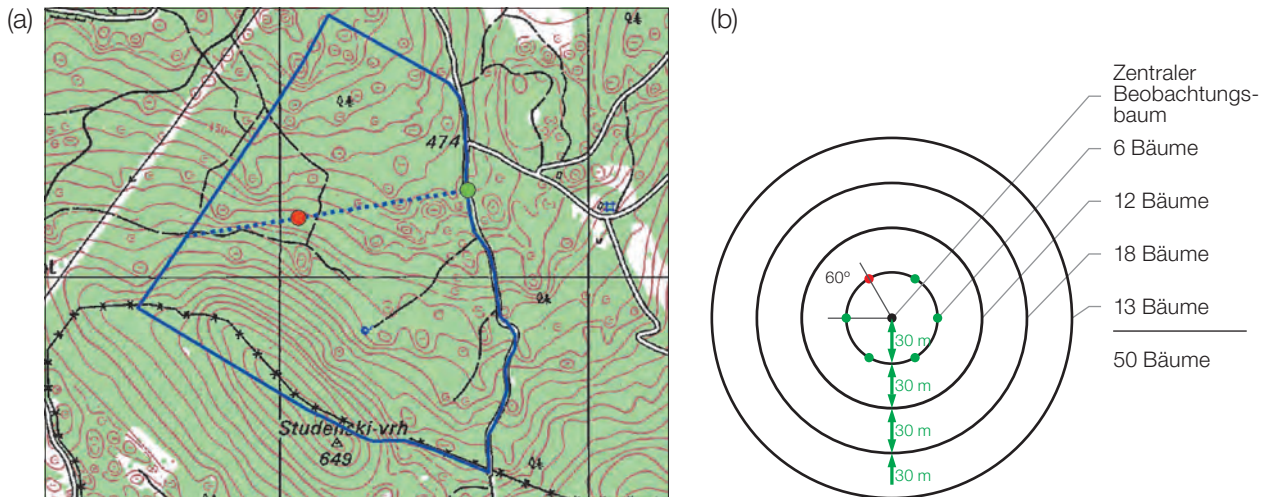 (a)
474
Studenski vrh
649
(b)
Zentraler
Beobachtungs-
baum
6 Bäume
12 Bäume
18 Bäume
13 Bäume
50 Bäume
60°
30 m
30 m
30 m
30 m